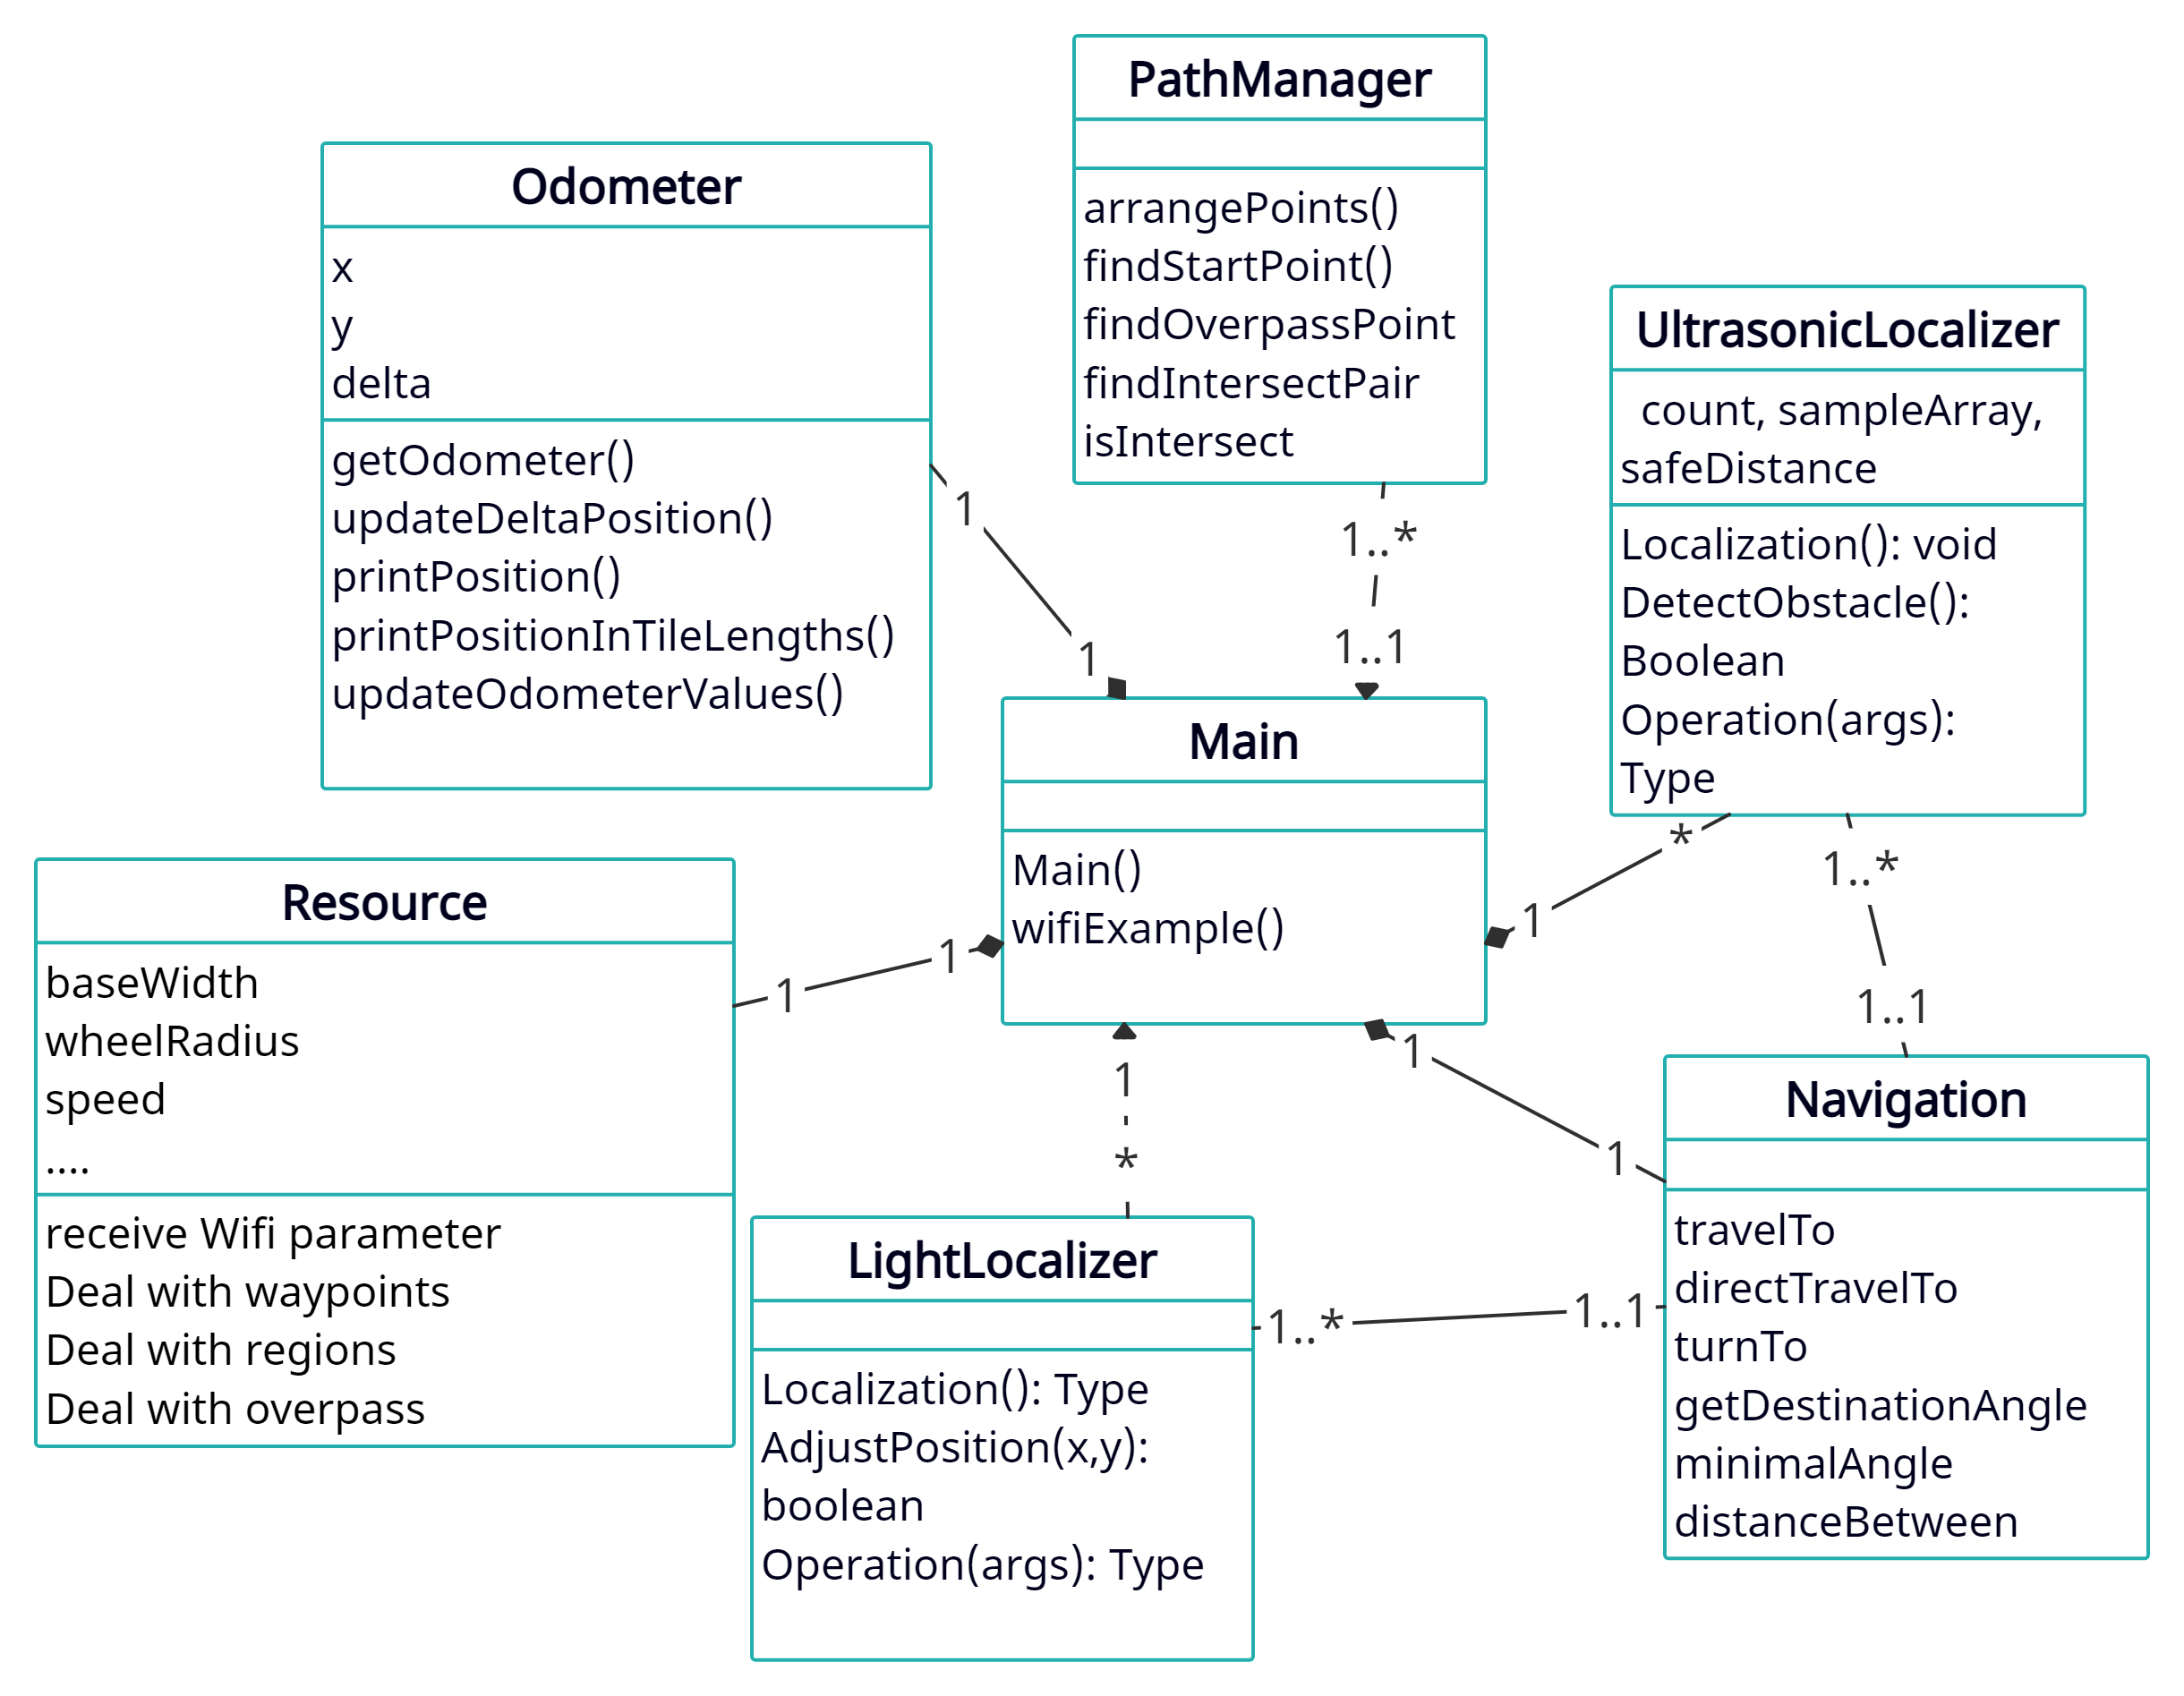 PathManager
arrangePoints()
findStartPoint()
findOverpassPoint
findIntersectPair
isIntersect
Odometer
x
y
delta
getOdometer()
updateDeltaPosition()
printPosition()
printPositionInTileLengths()
updateOdometerValues()
UltrasonicLocalizer
count, sampleArray,
safeDistance
Localization(): void
DetectObstacle():
Boolean
Operation(args):
Type
1
1
1..*
1..1
Main
Main()
wifiExample()
*
1
1..*
1..1
Resource
baseWidth
wheelRadius
speed
....
receive Wifi parameter
Deal with waypoints
Deal with regions
Deal with overpass
1
1
1
*
1
1
LightLocalizer
Localization(): Type
AdjustPosition(x,y):
boolean
Operation(args): Type
1..*
1..1
Navigation
travelTo
directTravelTo
turnTo
getDestinationAngle
minimalAngle
distanceBetween